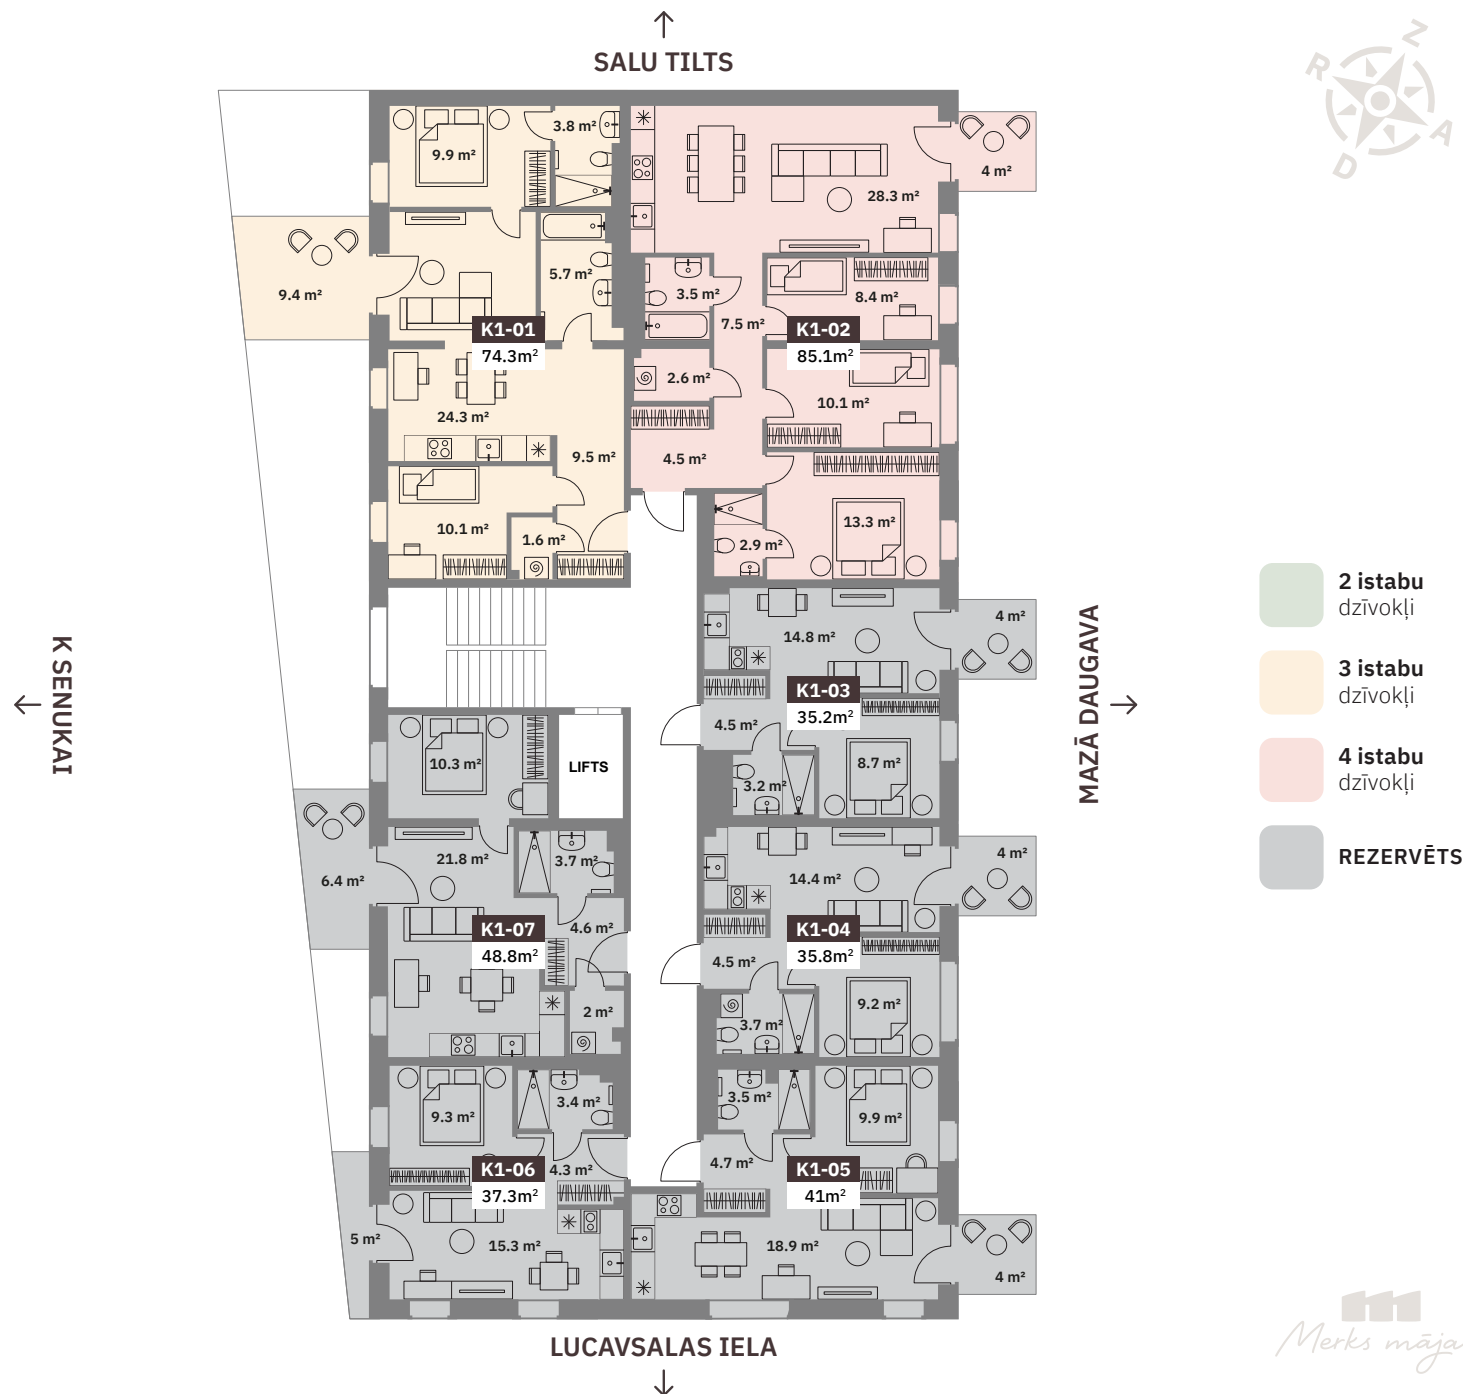 SALU TILTS
Z
R
A
D
9.9 m²
3.8 m²
28.3 m²
4 m²
9.4 m²
5.7 m²
3.5 m²
8.4 m²
7.5 m²
K1-01
74.3m²
K1-02
85.1m²
2.6 m²
10.1 m²
24.3 m²
9.5 m²
4.5 m²
10.1 m²
1.6 m²
2.9 m²
13.3 m²
2 istabu
dzīvokļi
3 istabu
dzīvokļi
4 istabu
dzīvokļi
REZERVĒTS
K SENUKAI
MAZĀ DAUGAVA
14.8 m²
4 m²
K1-03
35.2m²
4.5 m²
8.7 m²
3.2 m²
10.3 m²
LIFTS
21.8 m²
3.7 m²
6.4 m²
14.4 m²
4 m²
K1-07
48.8m²
4.6 m²
K1-04
35.8m²
4.5 m²
2 m²
3.7 m²
9.2 m²
9.3 m²
3.4 m²
3.5 m²
9.9 m²
K1-06
37.3m²
4.3 m²
4.7 m²
K1-05
41m²
5 m²
15.3 m²
18.9 m²
4 m²
LUCAVSALAS IELA
Merks māja